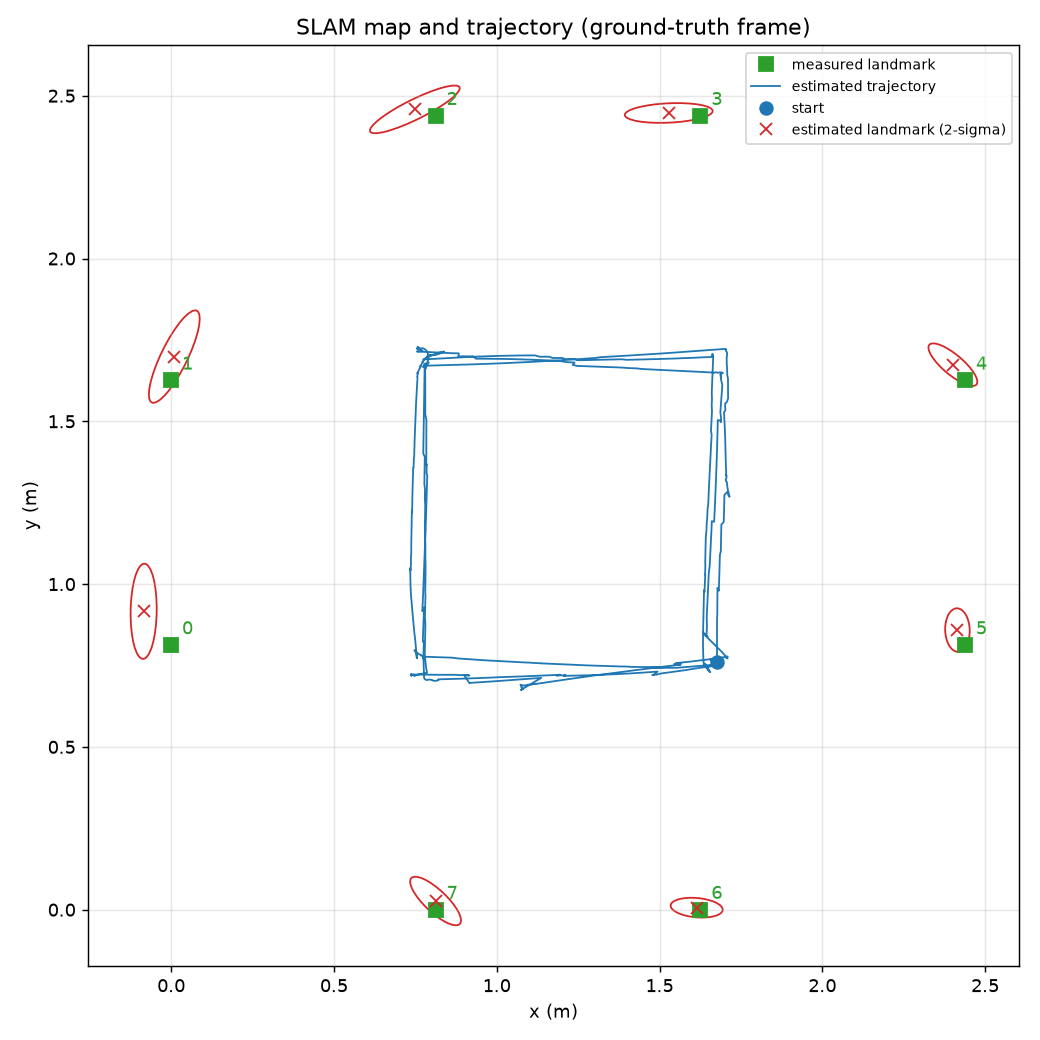 SLAM map and trajectory (ground-truth frame)
measured landmark
estimated trajectory
start
estimated landmark (2-sigma)
2
3
1
4
0
5
7
6
2.5
2.0
1.5
1.0
0.5
0.0
y (m)
0.0 0.5 1.0 1.5 2.0 2.5
x (m)